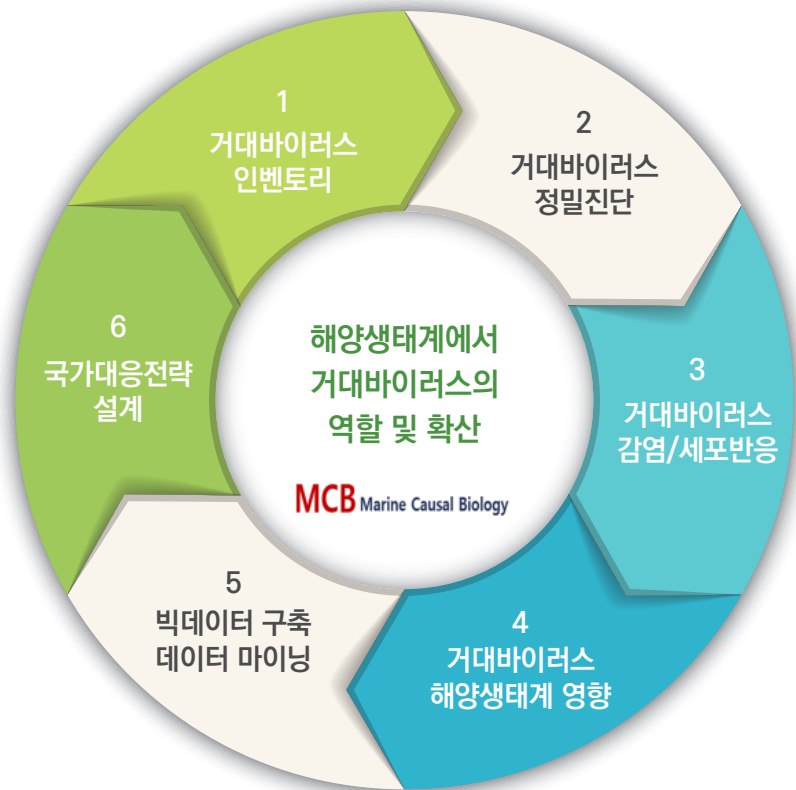 1
거대바이러스
인벤토리
2
거대바이러스
정밀진단
3
거대바이러스
감염/세포반응
4
거대바이러스
해양생태계 영향
5
빅데이터 구축
데이터 마이닝
6
국가대응전략
설계
해양생태계에서
거대바이러스의
역할 및 확산
MCB Marine Causal Biology